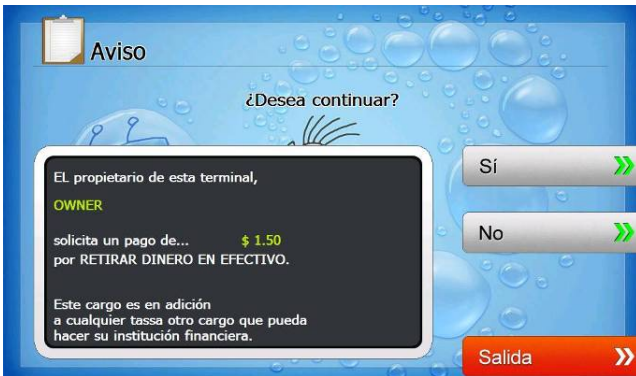 Aviso
¿Desea continuar?
EL propietario de esta terminal,
OWNER
solicita un pago de... $ 1.50
por RETIRAR DINERO EN EFECTIVO.
Este cargo es en adición
a cualquier tassa otro cargo que pueda
hacer su institución financiera.
Sí
No
Salida